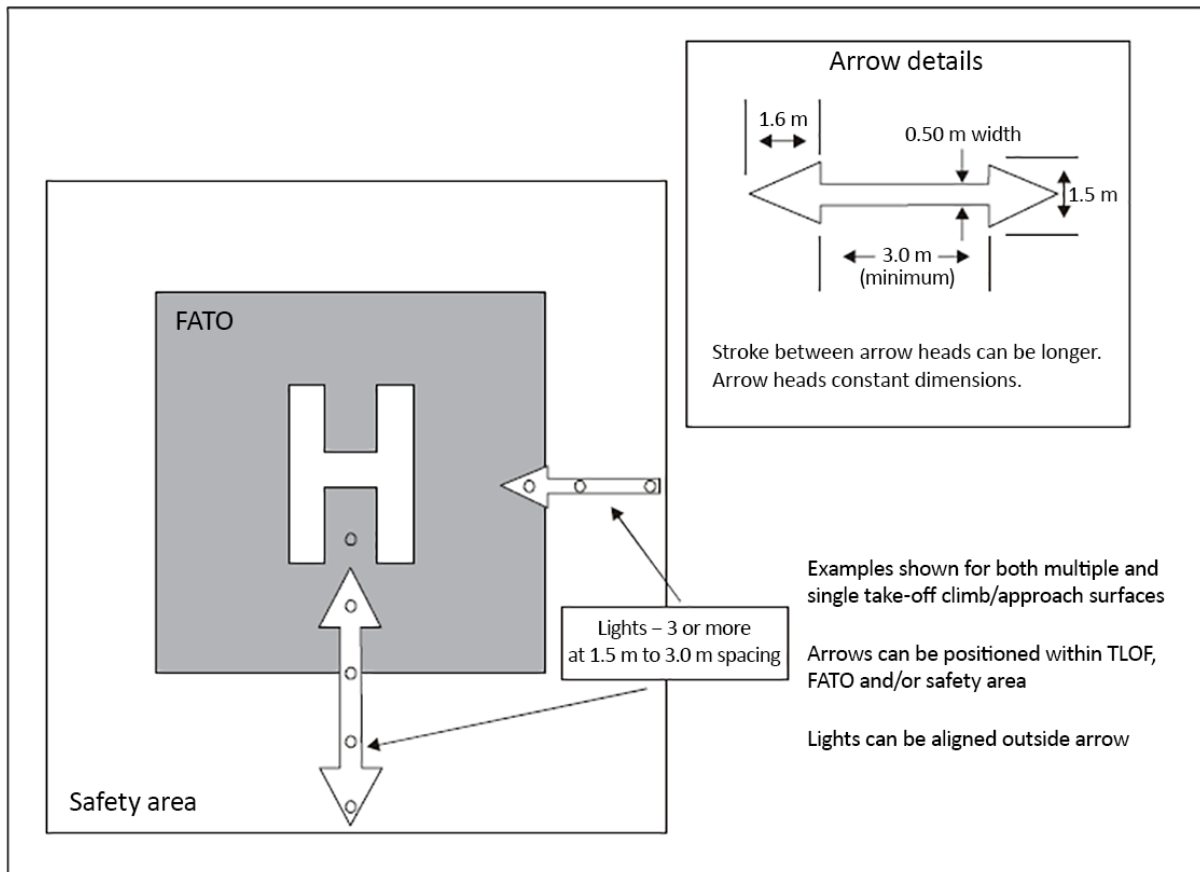 Arrow details
1.6 m
0.50 m width
1.5 m
3.0 m
(minimum)
Stroke between arrow heads can be longer.
Arrow heads constant dimensions.
FATO
H
Lights – 3 or more
at 1.5 m to 3.0 m spacing
Examples shown for both multiple and
single take-off climb/approach surfaces
Arrows can be positioned within TLOF,
FATO and/or safety area
Lights can be aligned outside arrow
Safety area